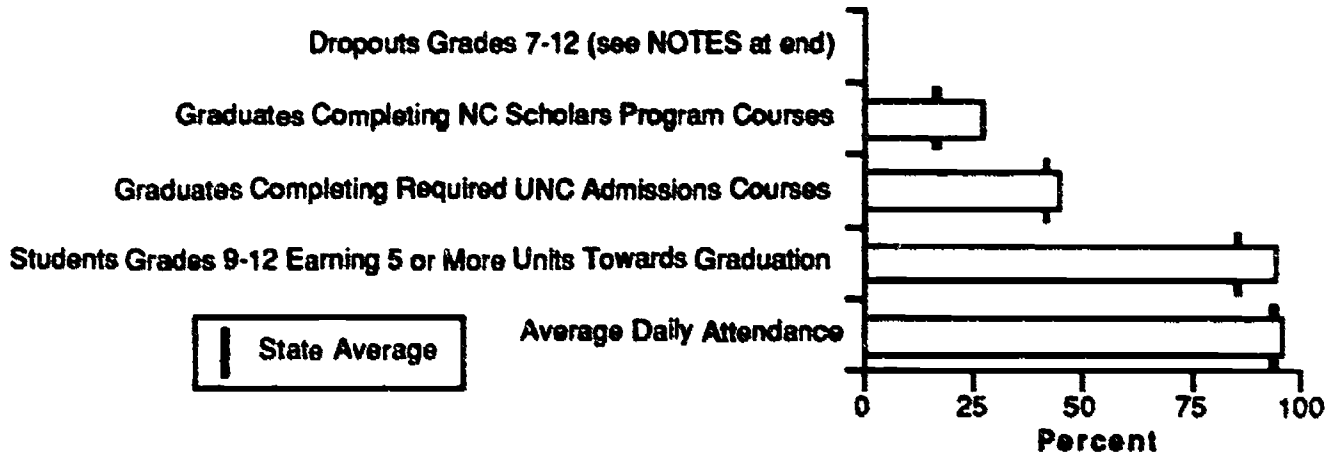 Dropouts Grades 7-12 (see NOTES at end)
Graduates Completing NC Scholars Program Courses
Graduates Completing Required UNC Admissions Courses
Students Grades 9-12 Earning 5 or More Units Towards Graduation
Average Daily Attendance
State Average
0 25 50 75 100
Percent